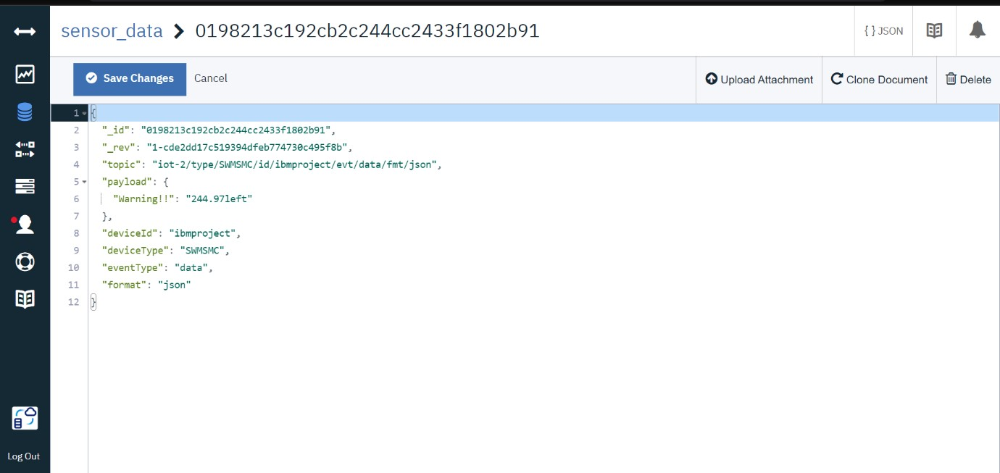 sensor_data > 0198213c192cb2c244cc2433f1802b91
{ } JSON
Save Changes
Cancel
Upload Attachment
Clone Document
Delete
1 {
2 "_id": "0198213c192cb2c244cc2433f1802b91",
3 "_rev": "1-cde2dd17c519394dfeb774730c495f8b",
4 "topic": "iot-2/type/SWMSMC/id/ibmproject/evt/data/fmt/json",
5 "payload": {
6 "Warning!!": "244.97left"
7 },
8 "deviceId": "ibmproject",
9 "deviceType": "SWMSMC",
10 "eventType": "data",
11 "format": "json"
12 }
Log Out